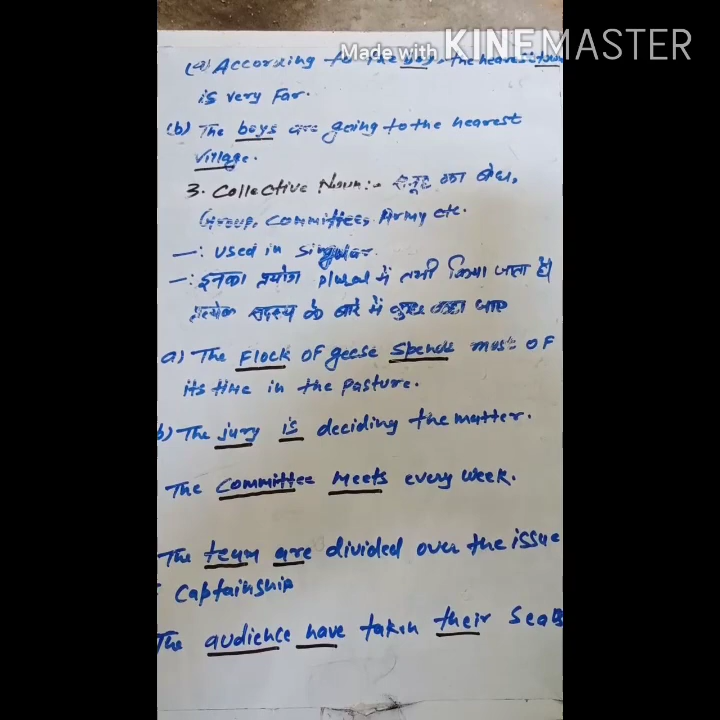 Made with KINEMASTER
(a) According to the boy, the nearest town
is very Far.
(b) The boys are going to the nearest
village.
3. Collective Noun:- समूह का बोध,
Group, Committee, Army etc.
—: used in singular
—: इनका प्रयोग plural में तभी किया जाता है।
प्रत्येक सदस्य के बारे में कुछ कहा जाए
a) The Flock of geese spends most of
its time in the pasture.
b) The jury is deciding the matter.
The committee meets every week.
The team are divided over the issue
Captainship
The audience have taken their seats